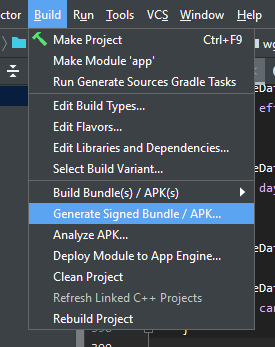 ctor Build Run Tools VCS Window Help
Make Project Ctrl+F9
Make Module 'app'
Run Generate Sources Gradle Tasks
Edit Build Types...
Edit Flavors...
Edit Libraries and Dependencies...
Select Build Variant...
Build Bundle(s) / APK(s)
Generate Signed Bundle / APK...
Analyze APK...
Deploy Module to App Engine...
Clean Project
Refresh Linked C++ Projects
Rebuild Project